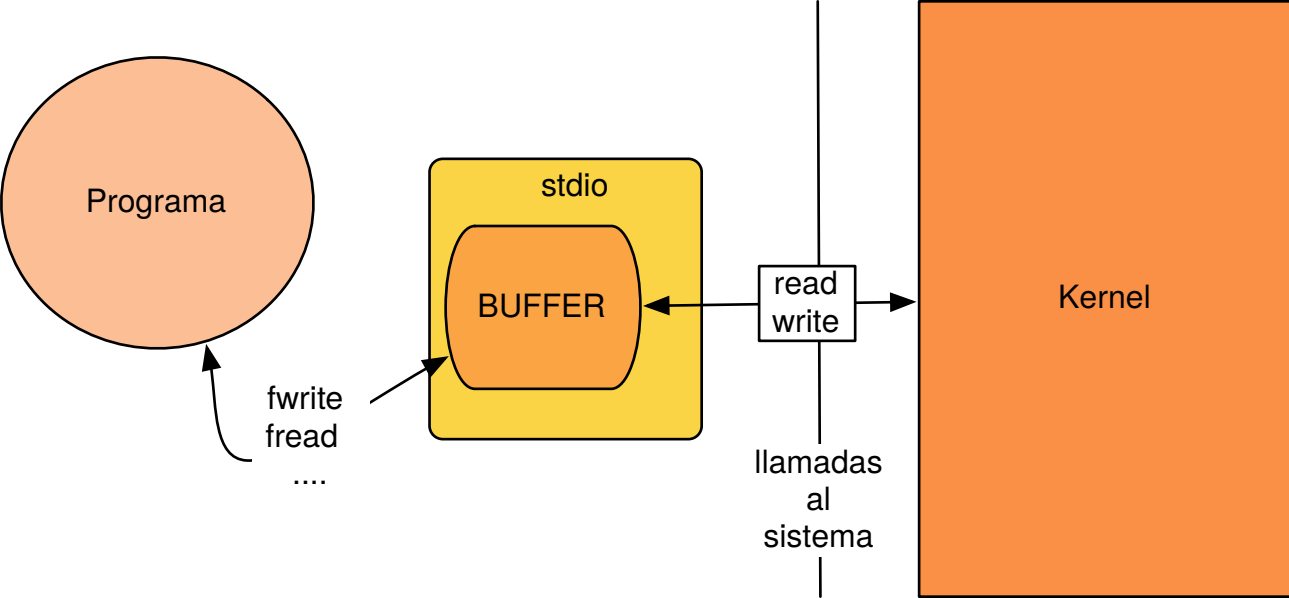 Programa
fwrite
fread
....
stdio
BUFFER
read
write
llamadas
al
sistema
Kernel